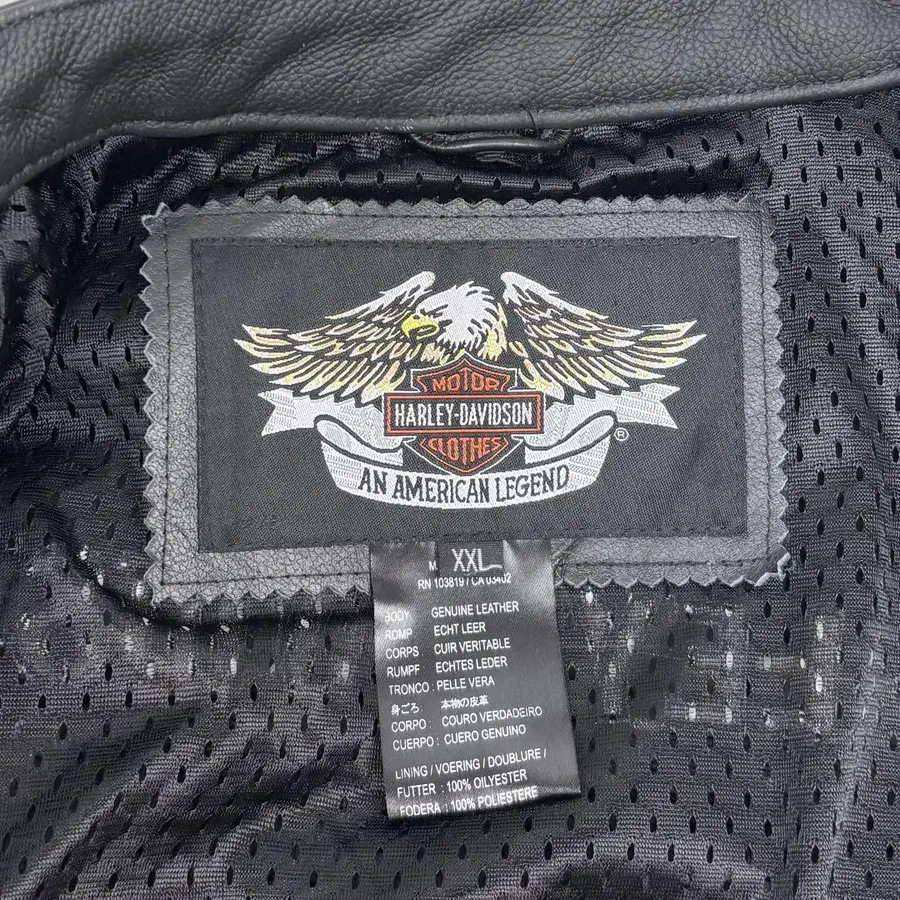 MOTOR
HARLEY-DAVIDSON
CLOTHES
®
AN AMERICAN LEGEND
XXL
RN 103819 / CA 03402
BODY : GENUINE LEATHER
ROMP : ECHT LEER
CORPS : CUIR VERITABLE
RUMPF : ECHTES LEDER
TRONCO : PELLE VERA
身ごろ : 本物の皮革
CORPO : COURO VERDADEIRO
CUERPO : CUERO GENUINO
LINING / VOERING / DOUBLURE /
FUTTER : 100% OILYESTER
FODERA : 100% POLIESTERE